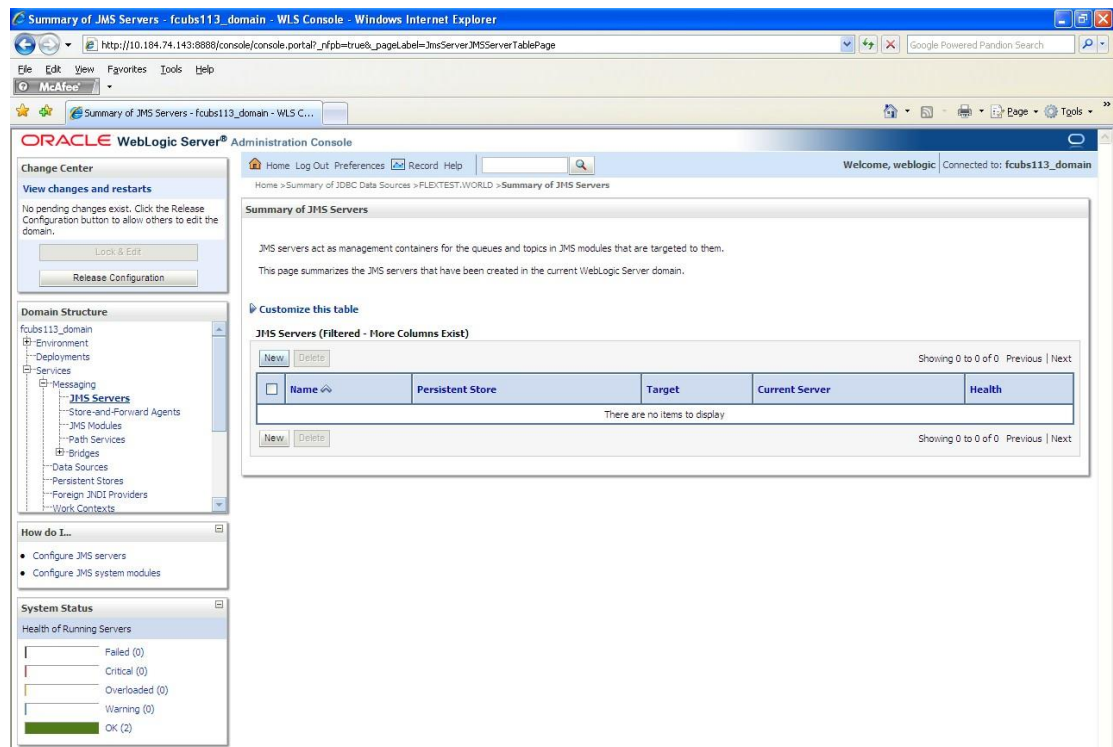 Summary of JMS Servers - fcubs113_domain - WLS Console - Windows Internet Explorer
http://10.184.74.143:8888/console/console.portal?_nfpb=true&_pageLabel=JmsServerJMSServerTablePage
Google Powered Pandion Search
File Edit View Favorites Tools Help
McAfee
Summary of JMS Servers - fcubs113_domain - WLS C...
Page Tools »
ORACLE WebLogic Server® Administration Console
Change Center
View changes and restarts
No pending changes exist. Click the Release
Configuration button to allow others to edit the
domain.
Lock & Edit
Release Configuration
Domain Structure
fcubs113_domain
Environment
Deployments
Services
Messaging
JMS Servers
Store-and-Forward Agents
JMS Modules
Path Services
Bridges
Data Sources
Persistent Stores
Foreign JNDI Providers
Work Contexts
How do I...
Configure JMS servers
Configure JMS system modules
System Status
Health of Running Servers
Failed (0)
Critical (0)
Overloaded (0)
Warning (0)
OK (2)
Home Log Out Preferences Record Help
Welcome, weblogic Connected to: fcubs113_domain
Home >Summary of JDBC Data Sources >FLEXTEST.WORLD >Summary of JMS Servers
Summary of JMS Servers
JMS servers act as management containers for the queues and topics in JMS modules that are targeted to them.
This page summarizes the JMS servers that have been created in the current WebLogic Server domain.
Customize this table
JMS Servers (Filtered - More Columns Exist)
New Delete Showing 0 to 0 of 0 Previous | Next
Name Persistent Store Target Current Server Health
There are no items to display
New Delete Showing 0 to 0 of 0 Previous | Next